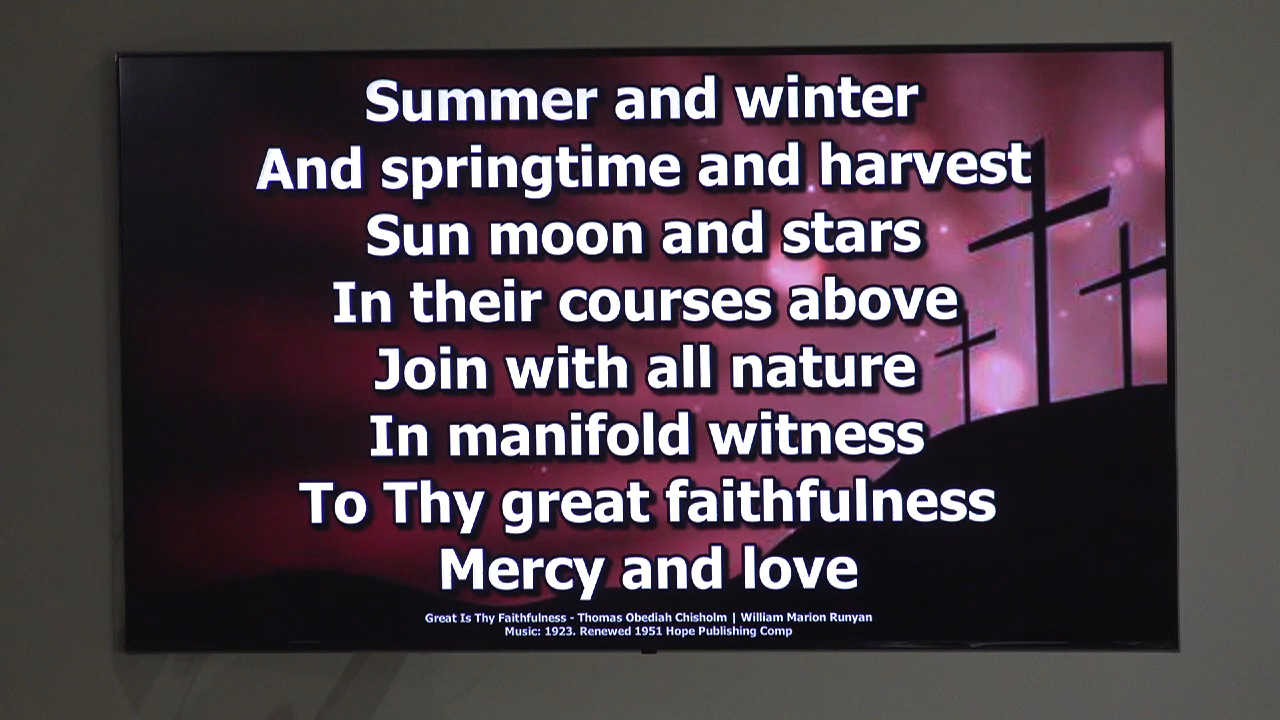 Summer and winter
And springtime and harvest
Sun moon and stars
In their courses above
Join with all nature
In manifold witness
To Thy great faithfulness
Mercy and love
Great Is Thy Faithfulness - Thomas Obediah Chisholm | William Marion Runyan
Music: 1923. Renewed 1951 Hope Publishing Comp